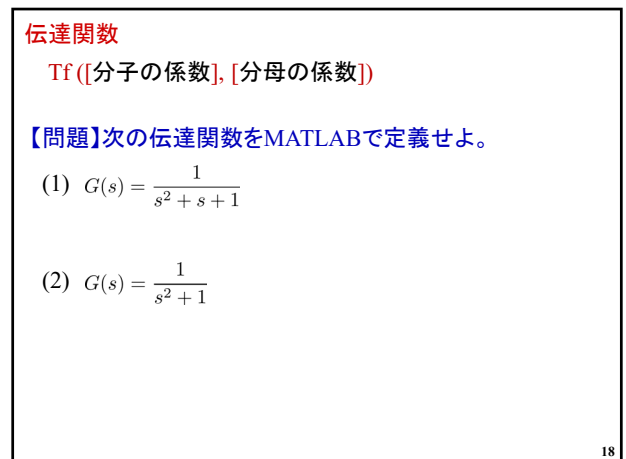 伝達関数
Tf ([分子の係数], [分母の係数])
【問題】次の伝達関数をMATLABで定義せよ。
(1) G(s) = \frac{1}{s^2 + s + 1}
(2) G(s) = \frac{1}{s^2 + 1}
18